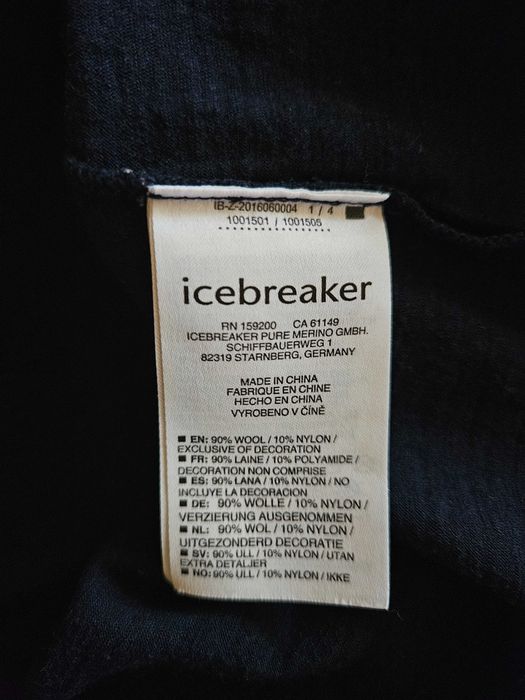 IB-Z-2016060004 1 / 4
1001501 / 1001505
icebreaker
RN 159200 CA 61149
ICEBREAKER PURE MERINO GMBH.
SCHIFFBAUERWEG 1
82319 STARNBERG, GERMANY
MADE IN CHINA
FABRIQUE EN CHINE
HECHO EN CHINA
VYROBENO V ČÍNĚ
EN: 90% WOOL / 10% NYLON /
EXCLUSIVE OF DECORATION
FR: 90% LAINE / 10% POLYAMIDE /
DECORATION NON COMPRISE
ES: 90% LANA / 10% NYLON / NO
INCLUYE LA DECORACION
DE: 90% WOLLE / 10% NYLON /
VERZIERUNG AUSGENOMMEN
NL: 90% WOL / 10% NYLON /
UITGEZONDERD DECORATIE
SV: 90% ULL / 10% NYLON / UTAN
EXTRA DETALJER
NO: 90% ULL / 10% NYLON / IKKE